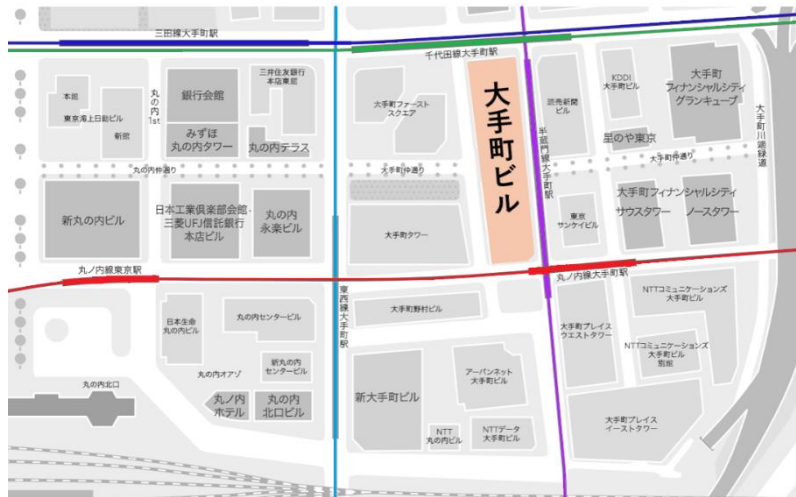 三田線大手町駅
千代田線大手町駅
本館
東京海上日動ビル
新館
丸の内
1st
銀行会館
みずほ
丸の内タワー
三井住友銀行
本店東館
丸の内テラス
大手町ファースト
スクエア
大手町ビル
半蔵門線大手町駅
読売新聞
ビル
KDDI
大手町ビル
星のや東京
大手町
フィナンシャルシティ
グランキューブ
大手町川端緑道
丸の内仲通り
大手町仲通り
大手町仲通り
新丸の内ビル
日本工業倶楽部会館・
三菱UFJ信託銀行
本店ビル
丸の内
永楽ビル
大手町タワー
東京
サンケイビル
大手町フィナンシャルシティ
サウスタワー
ノースタワー
丸ノ内線東京駅
丸ノ内線大手町駅
東西線大手町駅
日本生命
丸の内ビル
丸の内センタービル
新丸の内
センタービル
丸の内オアゾ
丸の内北口
丸ノ内
ホテル
丸の内
北口ビル
大手町野村ビル
新大手町ビル
アーバンネット
大手町ビル
NTT
丸の内ビル
NTTデータ
大手町ビル
大手町プレイス
ウエストタワー
NTTコミュニケーションズ
大手町ビル
NTTコミュニケーションズ
大手町ビル
別館
大手町プレイス
イーストタワー